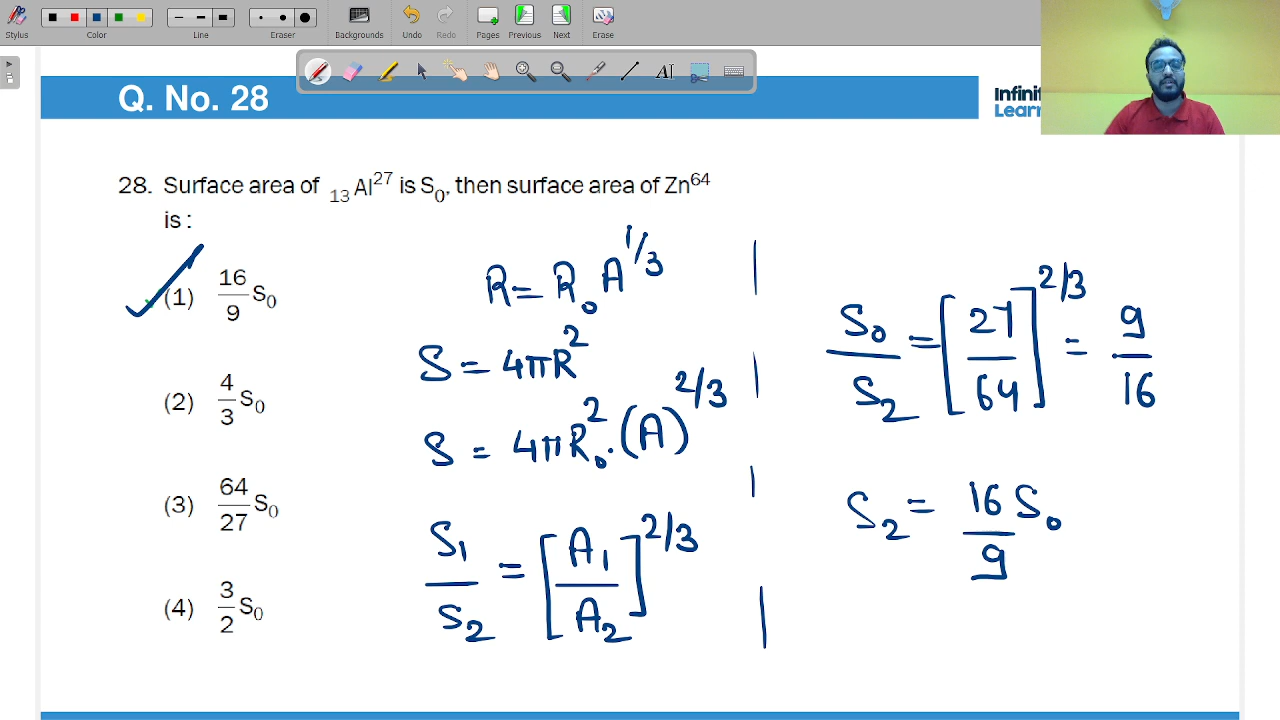 Stylus
Color
Line
Eraser
Backgrounds
Undo
Redo
Pages
Previous
Next
Erase
Q. No. 28
Infinit
Learn
28. Surface area of ₁₃Al²⁷ is S₀, then surface area of Zn⁶⁴
is :
(1) 16/9 S₀
(2) 4/3 S₀
(3) 64/27 S₀
(4) 3/2 S₀
R = R₀ A^1/3
S = 4πR²
S = 4πR₀² · (A)^2/3
S₁/S₂ = [A₁/A₂]^2/3
S₀/S₂ = [27/64]^2/3 = 9/16
S₂ = 16 S₀/9